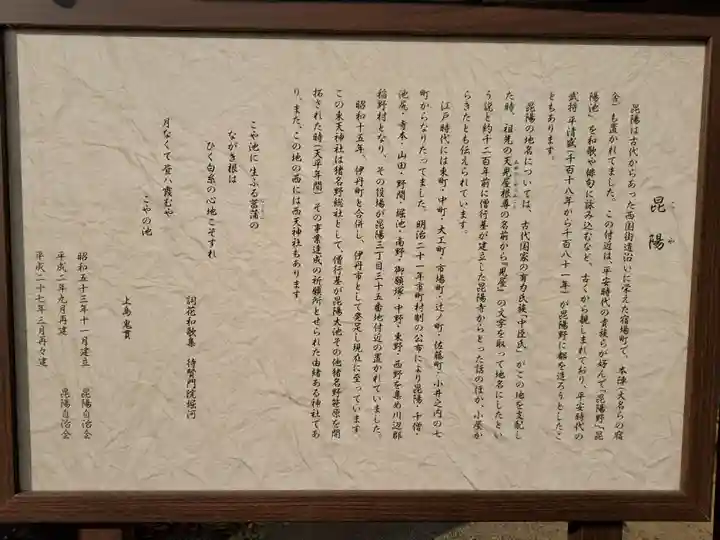 こ や
昆 陽
昆陽は古代からあった西国街道沿いに栄えた宿場町で、本陣(大名らの宿
舎)も置かれてました。この付近は、平安時代の貴族らが好んで『昆陽野』『昆
陽池』を和歌や俳句に詠み込むなど、古くから親しまれており、平安時代の
武将平清盛(千百十八年から千百八十一年)が昆陽野に都を造ろうとしたこ
ともあります。
昆陽の地名については、古代国家の有力氏族『中臣氏』がこの地を支配し
た時、祖先の天児屋根尊の名前から『児屋』の文字を取って地名にしたとい
う説と約千二百年前に僧行基が建立した昆陽寺からとった話のほか、小屋か
らきたとも伝えられています。
江戸時代には東町・中町・大工町・市場町・辻ノ町・佐藤町・小井之内の七
町からなりたってました。明治二十一年市町村制の公布により昆陽・千僧・
池尻・寺本・山田・野間・堀池・高野・御願塚・中野・東野・西野を集め川辺郡
稲野村となり、その役場が昆陽三丁目三十五番地付近の置かれていました。
昭和十五年、伊丹町と合併し、伊丹市として発足し現在に至っています。
この東天神社は猪名野総社として、僧行基が昆陽大池その他猪名野笹原を開
拓された時(天平年間)その事業達成の祈願所とせられた由緒ある神社であ
り、また、この地の西には西天神社もあります
こや池に生ふる菖蒲の
ながき根は
ひく白糸の心地こそすれ
詞花和歌集 待賢門院堀河
月なくて昼ハ霞むや
こやの池
上島鬼貫
昭和五十三年十一月建立 昆陽自治会
平成二年九月再建 昆陽自治会
平成二十七年三月再々建